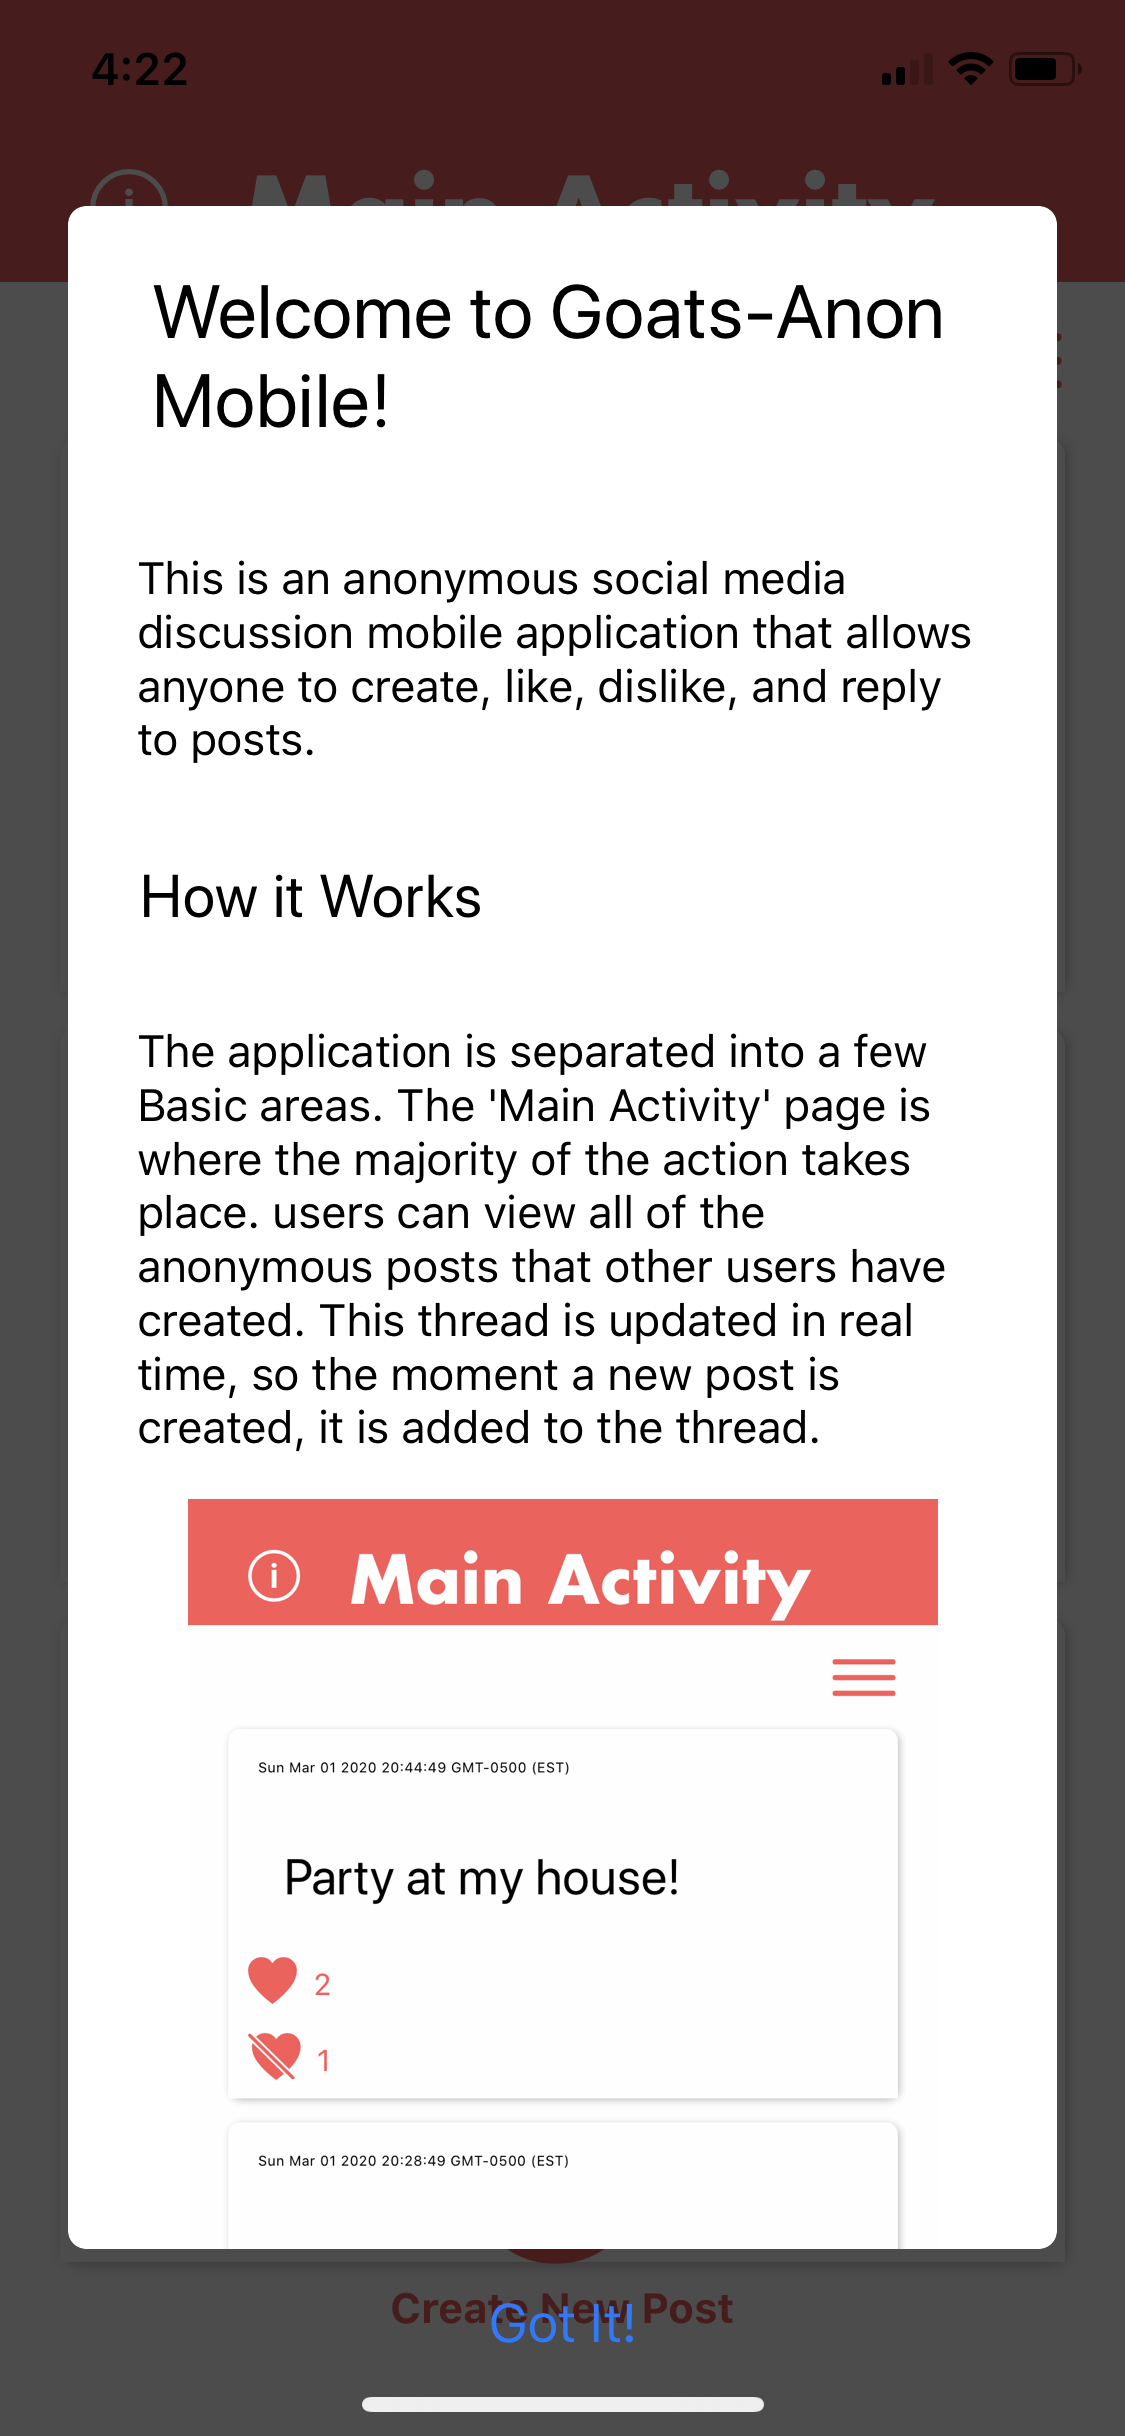 4:22
Main Activity
Welcome to Goats-Anon
Mobile!
This is an anonymous social media
discussion mobile application that allows
anyone to create, like, dislike, and reply
to posts.
How it Works
The application is separated into a few
Basic areas. The 'Main Activity' page is
where the majority of the action takes
place. users can view all of the
anonymous posts that other users have
created. This thread is updated in real
time, so the moment a new post is
created, it is added to the thread.
i Main Activity
Sun Mar 01 2020 20:44:49 GMT-0500 (EST)
Party at my house!
2
1
Sun Mar 01 2020 20:28:49 GMT-0500 (EST)
Create New Post
Got It!